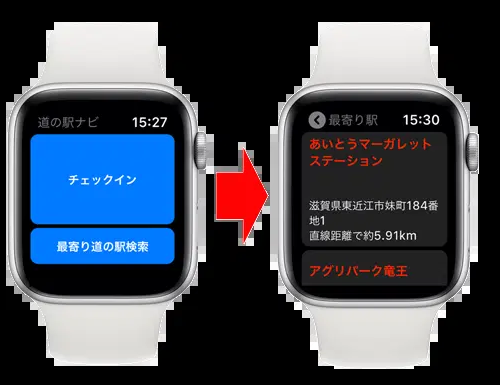 道の駅ナビ 15:27
チェックイン
最寄り道の駅検索
最寄り駅 15:30
あいとうマーガレット
ステーション
滋賀県東近江市妹町184番
地1
直線距離で約5.91km
アグリパーク竜王